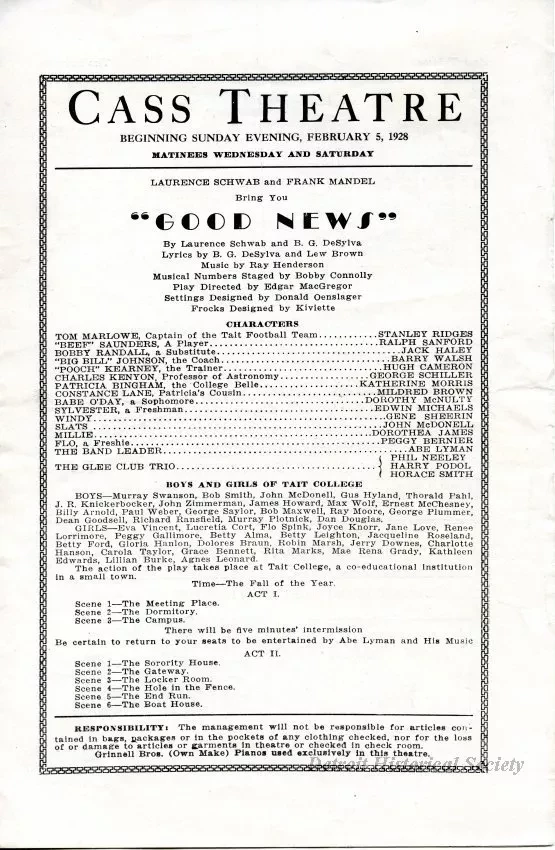 CASS THEATRE
BEGINNING SUNDAY EVENING, FEBRUARY 5, 1928
MATINEES WEDNESDAY AND SATURDAY
LAURENCE SCHWAB and FRANK MANDEL
Bring You
"GOOD NEWS"
By Laurence Schwab and B. G. DeSylva
Lyrics by B. G. DeSylva and Lew Brown
Music by Ray Henderson
Musical Numbers Staged by Bobby Connolly
Play Directed by Edgar MacGregor
Settings Designed by Donald Oenslager
Frocks Designed by Kiviette
CHARACTERS
TOM MARLOWE, Captain of the Tait Football Team...........STANLEY RIDGES
"BEEF" SAUNDERS, A Player...........RALPH SANFORD
BOBBY RANDALL, a Substitute...........JACK HALEY
"BIG BILL" JOHNSON, the Coach...........BARRY WALSH
"POOCH" KEARNEY, the Trainer...........HUGH CAMERON
CHARLES KENYON, Professor of Astronomy...........GEORGE SCHILLER
PATRICIA BINGHAM, the College Belle...........KATHERINE MORRIS
CONSTANCE LANE, Patricia's Cousin...........MILDRED BROWN
BABE O'DAY, a Sophomore...........DOROTHY McNULTY
SYLVESTER, a Freshman...........EDWIN MICHAELS
WINDY...........GENE SHEERIN
SLATS...........JOHN McDONELL
MILLIE...........DOROTHEA JAMES
FLO, a Freshie...........PEGGY BERNIER
THE BAND LEADER...........ABE LYMAN
THE GLEE CLUB TRIO...........{ PHIL NEELEY
{ HARRY PODOL
{ HORACE SMITH
BOYS AND GIRLS OF TAIT COLLEGE
BOYS—Murray Swanson, Bob Smith, John McDonell, Gus Hyland, Thorald Fahl,
J. R. Knickerbocker, John Zimmerman, James Howard, Max Wolf, Ernest McChesney,
Billy Arnold, Paul Weber, George Saylor, Bob Maxwell, Ray Moore, George Plummer,
Dean Goodsell, Richard Ransfield, Murray Plotnick, Dan Douglas.
GIRLS—Eva Vincent, Lucretia Cort, Flo Spink, Joyce Knorr, Jane Love, Renee
Lorrimore, Peggy Gallimore, Betty Alma, Betty Leighton, Jacqueline Roseland,
Betty Ford, Gloria Hanlon, Dolores Braun, Robin Marsh, Jerry Downes, Charlotte
Hanson, Carola Taylor, Grace Bennett, Rita Marks, Mae Rena Grady, Kathleen
Edwards, Lillian Burke, Agnes Leonard.
The action of the play takes place at Tait College, a co-educational institution
in a small town.
Time—The Fall of the Year.
ACT I.
Scene 1—The Meeting Place.
Scene 2—The Dormitory.
Scene 3—The Campus.
There will be five minutes' intermission
Be certain to return to your seats to be entertained by Abe Lyman and His Music
ACT II.
Scene 1—The Sorority House.
Scene 2—The Gateway.
Scene 3—The Locker Room.
Scene 4—The Hole in the Fence.
Scene 5—The End Run.
Scene 6—The Boat House.
RESPONSIBILITY: The management will not be responsible for articles con-
tained in bags, packages or in the pockets of any clothing checked, nor for the loss
of or damage to articles or garments in theatre or checked in check room.
Grinnell Bros. (Own Make) Pianos used exclusively in this theatre.
Detroit Historical Society